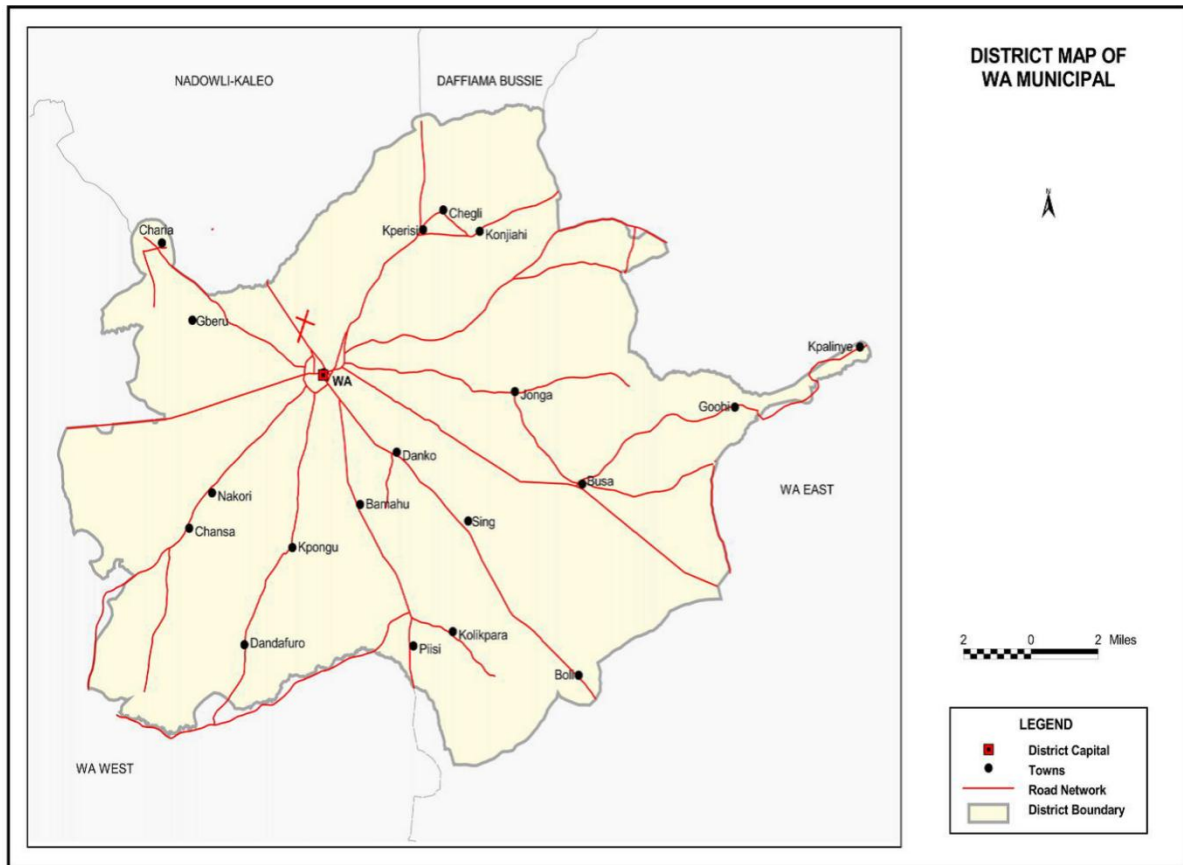 DISTRICT MAP OF
WA MUNICIPAL
NADOWLI-KALEO
DAFFIAMA BUSSIE
N
Chegli
Kperisi
Konjiahi
Charia
Gberu
Kpalinye
WA
Jonga
Goohi
Danko
Busa
WA EAST
Nakori
Bamahu
Sing
Chansa
Kpongu
Kolikpara
Dandafuro
Piisi
Boli
2 0 2 Miles
WA WEST
LEGEND
District Capital
Towns
Road Network
District Boundary